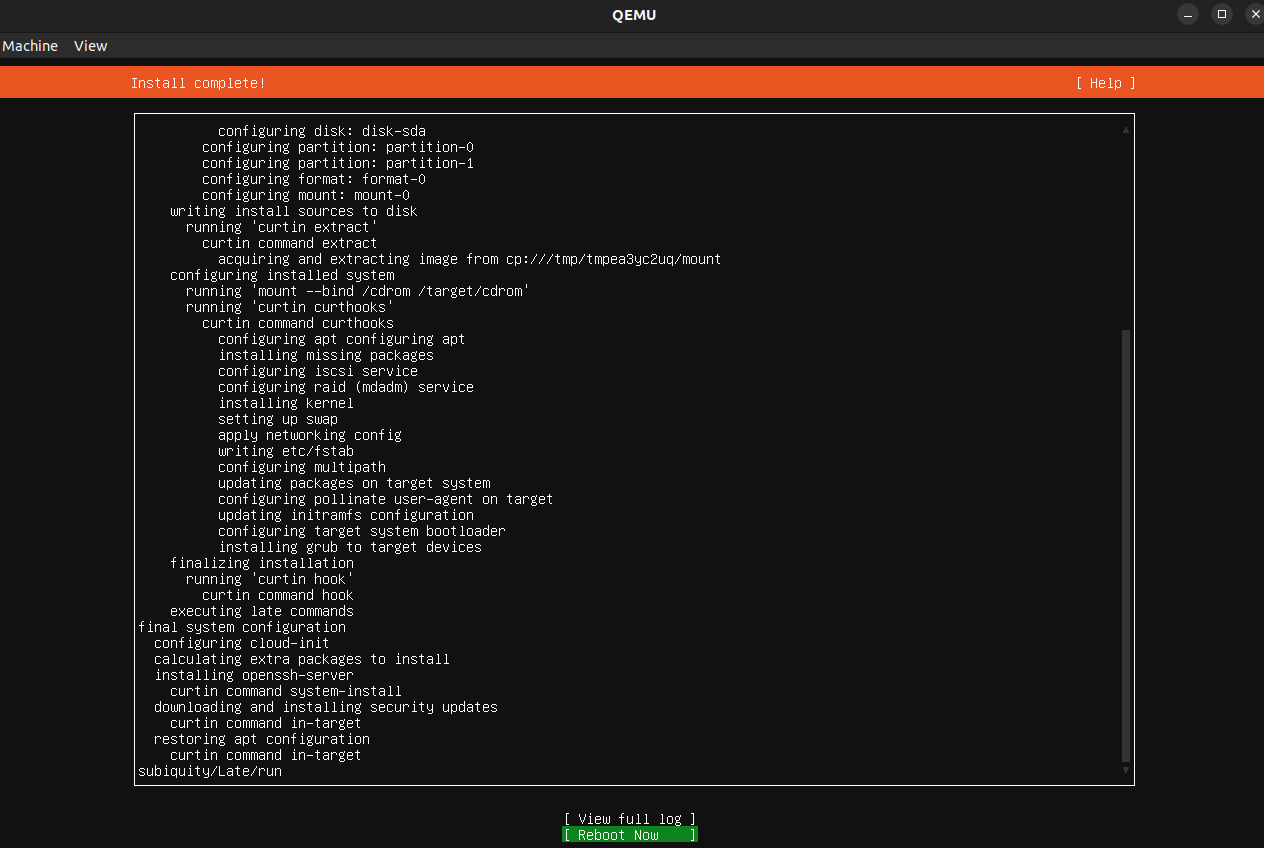 QEMU
Machine View
Install complete! [ Help ]
configuring disk: disk-sda
configuring partition: partition-0
configuring partition: partition-1
configuring format: format-0
configuring mount: mount-0
writing install sources to disk
running 'curtin extract'
curtin command extract
acquiring and extracting image from cp:///tmp/tmpea3yc2uq/mount
configuring installed system
running 'mount --bind /cdrom /target/cdrom'
running 'curtin curthooks'
curtin command curthooks
configuring apt configuring apt
installing missing packages
configuring iscsi service
configuring raid (mdadm) service
installing kernel
setting up swap
apply networking config
writing etc/fstab
configuring multipath
updating packages on target system
configuring pollinate user-agent on target
updating initramfs configuration
configuring target system bootloader
installing grub to target devices
finalizing installation
running 'curtin hook'
curtin command hook
executing late commands
final system configuration
configuring cloud-init
calculating extra packages to install
installing openssh-server
curtin command system-install
downloading and installing security updates
curtin command in-target
restoring apt configuration
curtin command in-target
subiquity/Late/run
[ View full log ]
[ Reboot Now ]